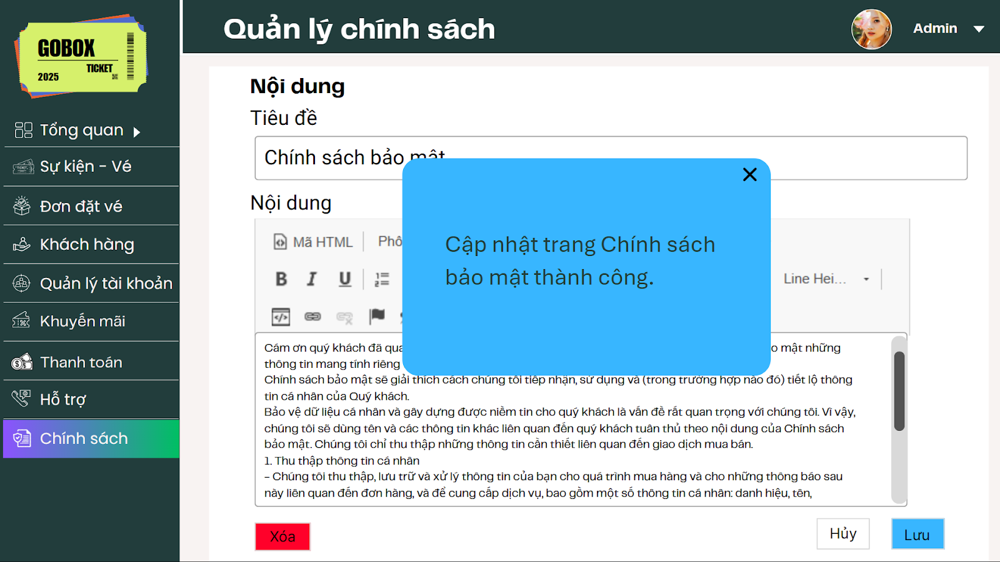 GOBOX
TICKET
2025
Tổng quan
Sự kiện - Vé
Đơn đặt vé
Khách hàng
Quản lý tài khoản
Khuyến mãi
Thanh toán
Hỗ trợ
Chính sách
Quản lý chính sách
Admin
Nội dung
Tiêu đề
Chính sách bảo mật
Nội dung
Mã HTML
B I U
Line Hei...
Cập nhật trang Chính sách
bảo mật thành công.
Cám ơn quý khách đã
mật những
thông tin mang tính riêng
Chính sách bảo mật sẽ giải thích cách chúng tôi tiếp nhận, sử dụng và (trong trường hợp nào đó) tiết lộ thông
tin cá nhân của Quý khách.
Bảo vệ dữ liệu cá nhân và gây dựng được niềm tin cho quý khách là vấn đề rất quan trọng với chúng tôi. Vì vậy,
chúng tôi sẽ dùng tên và các thông tin khác liên quan đến quý khách tuân thủ theo nội dung của Chính sách
bảo mật. Chúng tôi chỉ thu thập những thông tin cần thiết liên quan đến giao dịch mua bán.
1. Thu thập thông tin cá nhân
- Chúng tôi thu thập, lưu trữ và xử lý thông tin của bạn cho quá trình mua hàng và cho những thông báo sau
này liên quan đến đơn hàng, và để cung cấp dịch vụ, bao gồm một số thông tin cá nhân: danh hiệu, tên,
Xóa
Hủy
Lưu